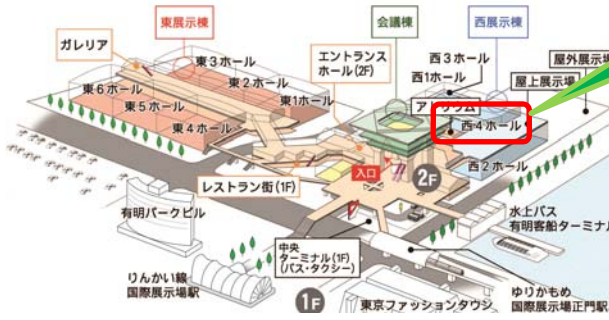 東展示棟
会議棟
西展示棟
ガレリア
東3ホール
東2ホール
東1ホール
東6ホール
東5ホール
東4ホール
エントランス
ホール(2F)
西3ホール
西1ホール
屋外展示場
屋上展示場
アトリウム
西4ホール
西2ホール
レストラン街(1F)
入口
2F
有明パークビル
水上バス
有明客船ターミナル
中央
ターミナル(1F)
(バス・タクシー)
りんかい線
国際展示場駅
1F
東京ファッションタウン
ゆりかもめ
国際展示場正門駅